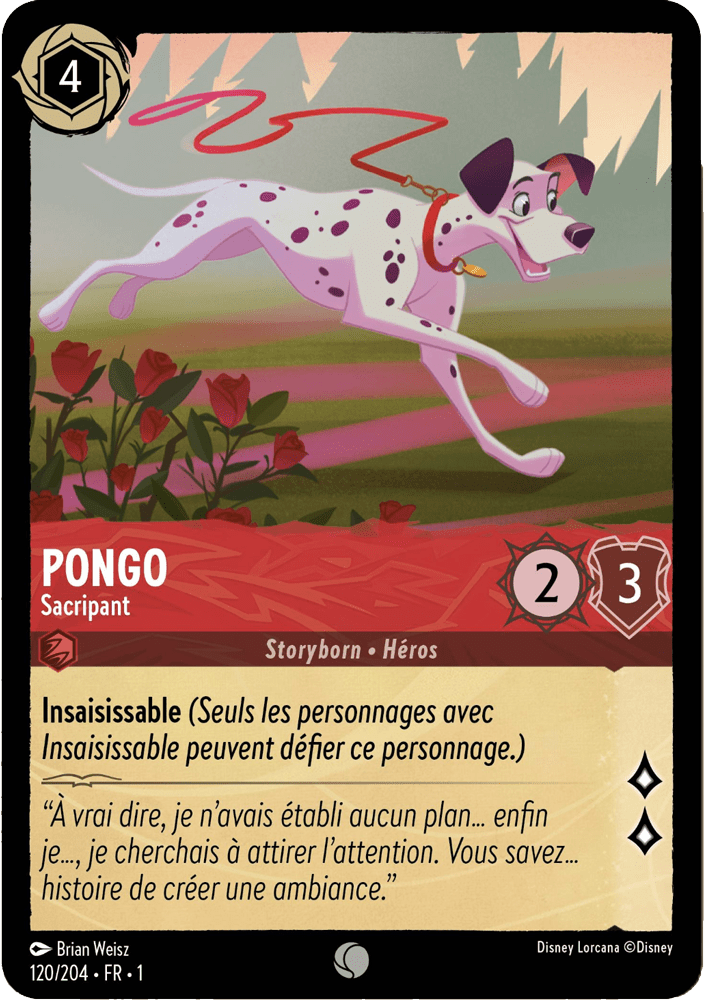 4
PONGO
Sacripant
2
3
Storyborn • Héros
Insaisissable (Seuls les personnages avec
Insaisissable peuvent défier ce personnage.)
“À vrai dire, je n’avais établi aucun plan... enfin
je..., je cherchais à attirer l’attention. Vous savez...
histoire de créer une ambiance.”
Brian Weisz
Disney Lorcana ©Disney
120/204 • FR • 1